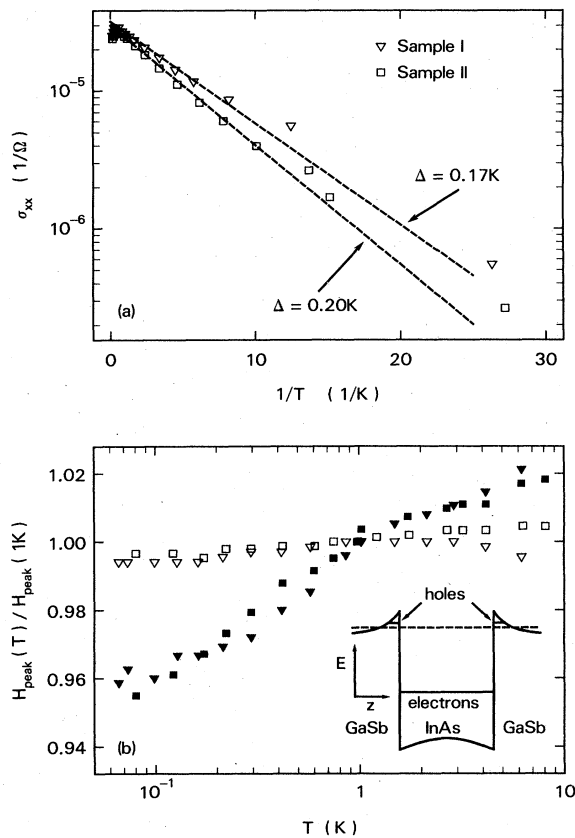 (a)
▽ Sample I
□ Sample II
10⁻⁵
10⁻⁶
σxx ( 1/Ω )
Δ = 0.17K
Δ = 0.20K
0 10 20 30
1/T ( 1/K )
(b)
1.02
1.00
0.98
0.96
0.94
Hpeak(T) / Hpeak(1K)
holes
E
z
electrons
GaSb InAs GaSb
10⁻¹ 1 10
T (K)